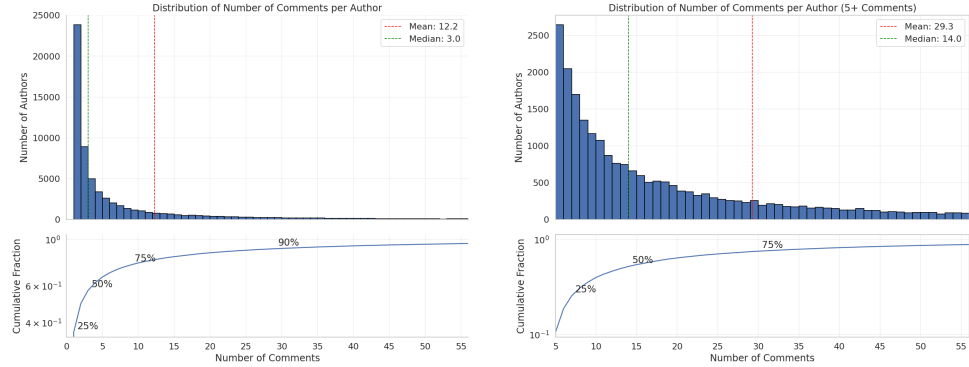 Distribution of Number of Comments per Author
Mean: 12.2
Median: 3.0
Number of Authors
25000
20000
15000
10000
5000
0
Cumulative Fraction
10⁰
6 × 10⁻¹
4 × 10⁻¹
25%
50%
75%
90%
0 5 10 15 20 25 30 35 40 45 50 55
Number of Comments
Distribution of Number of Comments per Author (5+ Comments)
Mean: 29.3
Median: 14.0
Number of Authors
2500
2000
1500
1000
500
0
Cumulative Fraction
10⁰
10⁻¹
25%
50%
75%
5 10 15 20 25 30 35 40 45 50 55
Number of Comments